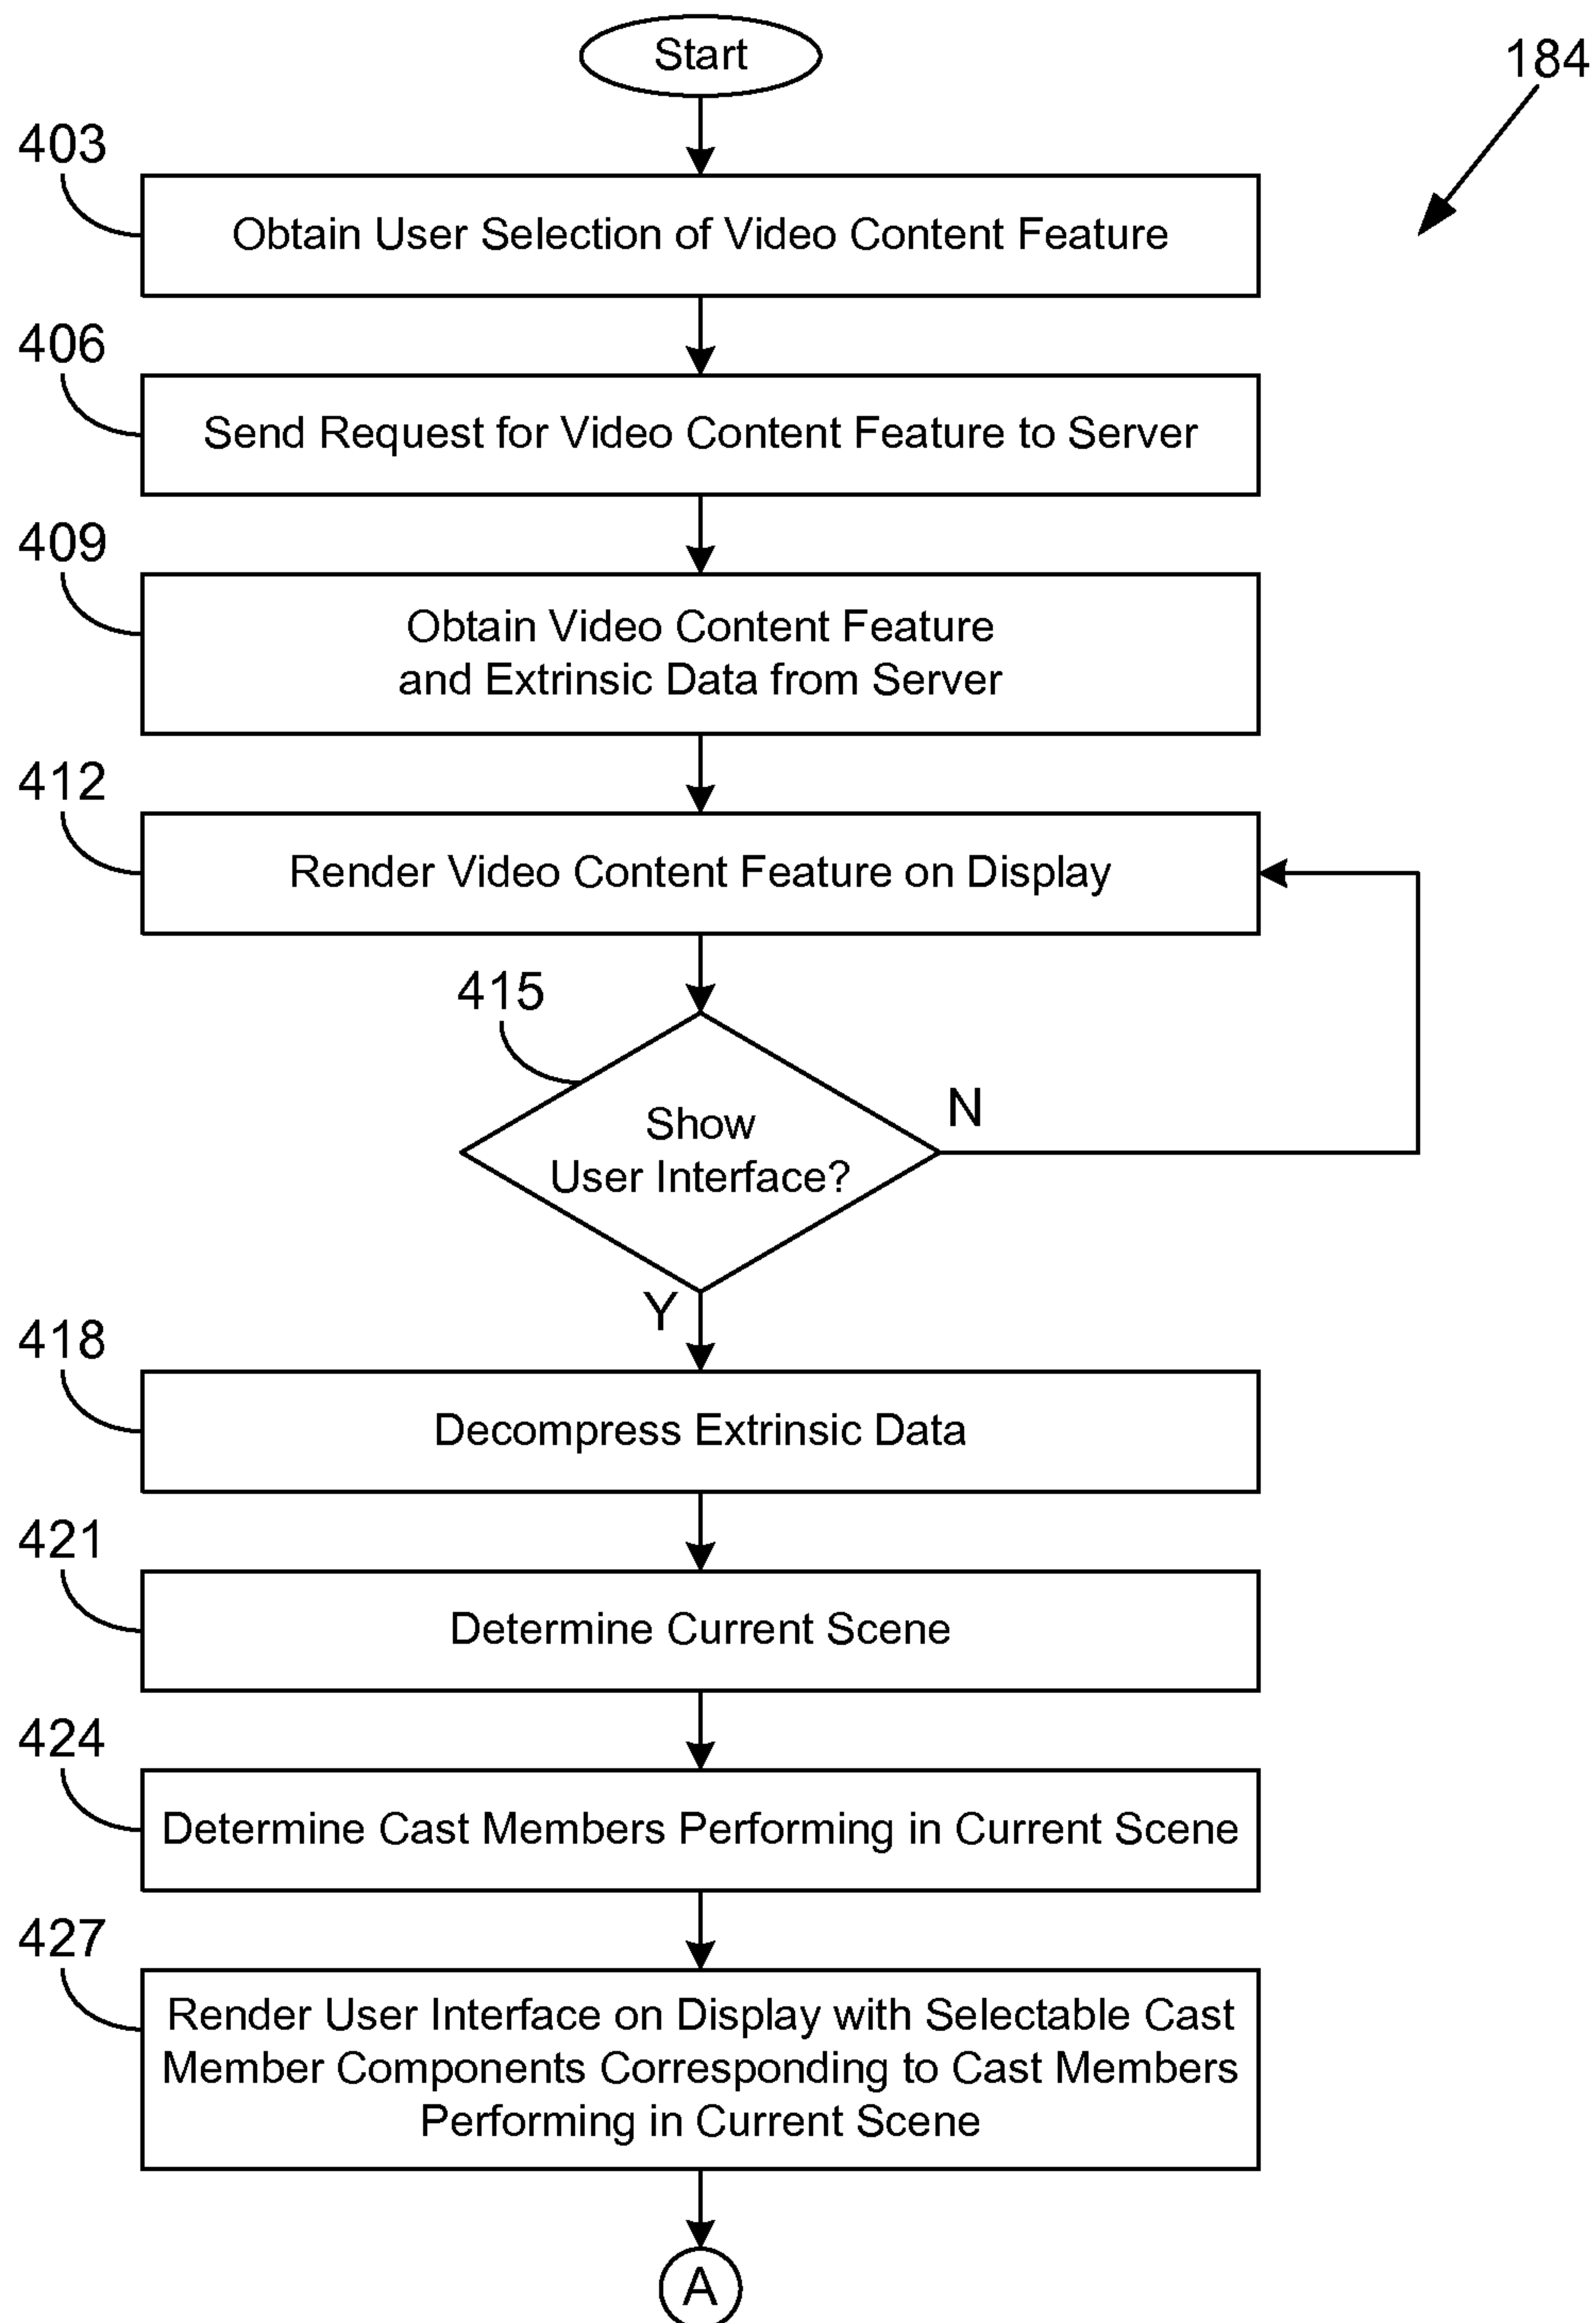 Start
184
403
Obtain User Selection of Video Content Feature
406
Send Request for Video Content Feature to Server
409
Obtain Video Content Feature
and Extrinsic Data from Server
412
Render Video Content Feature on Display
415
Show
User Interface?
N
Y
418
Decompress Extrinsic Data
421
Determine Current Scene
424
Determine Cast Members Performing in Current Scene
427
Render User Interface on Display with Selectable Cast
Member Components Corresponding to Cast Members
Performing in Current Scene
A